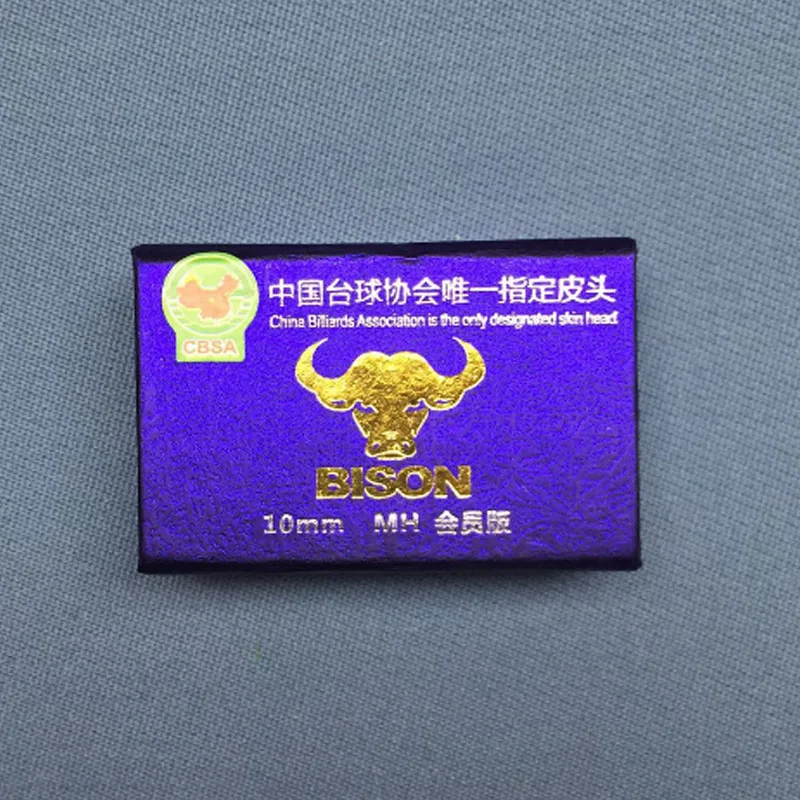 中国台球协会唯一指定皮头
China Billiards Association is the only designated skin head.
CBSA
BISON
10mm MH 会员版